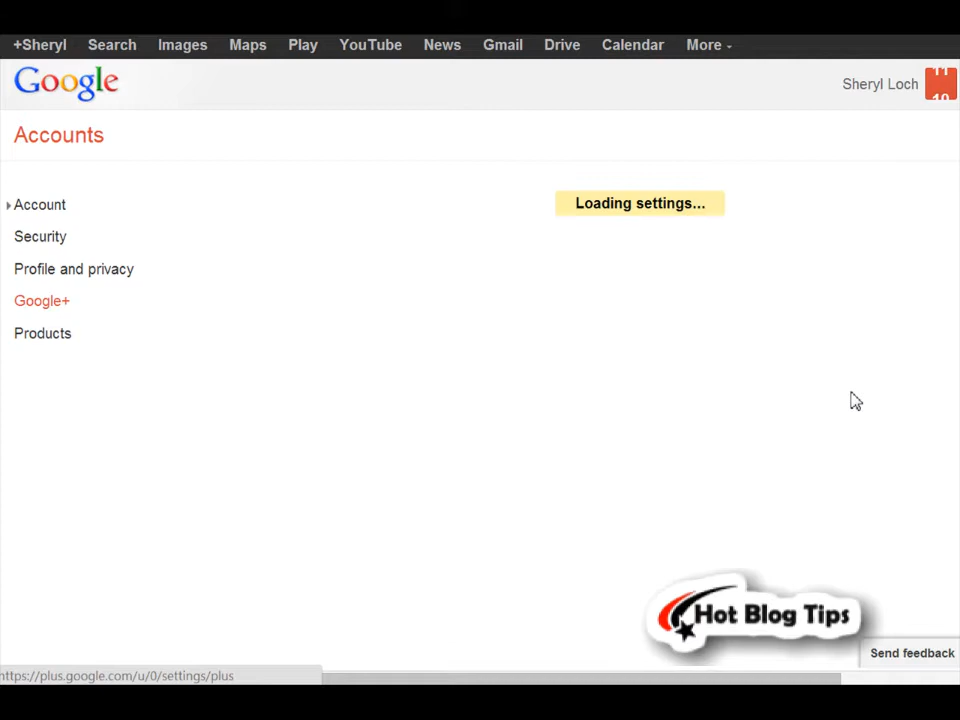 +Sheryl Search Images Maps Play YouTube News Gmail Drive Calendar More
Google
Sheryl Loch
Accounts
Account
Loading settings...
Security
Profile and privacy
Google+
Products
Hot Blog Tips
Send feedback
https://plus.google.com/u/0/settings/plus